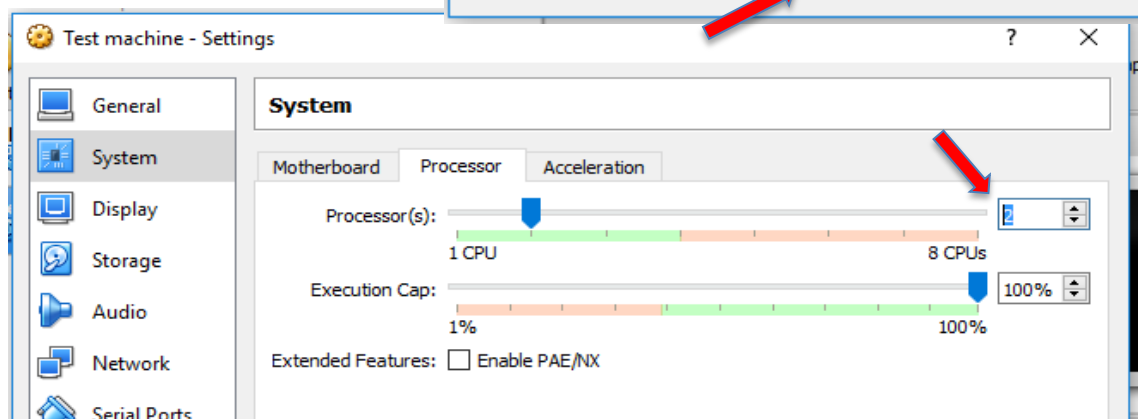 Test machine - Settings ?
General
System
Display
Storage
Audio
Network
Serial Ports
System
Motherboard Processor Acceleration
Processor(s): 2
1 CPU 8 CPUs
Execution Cap: 100%
1% 100%
Extended Features: Enable PAE/NX